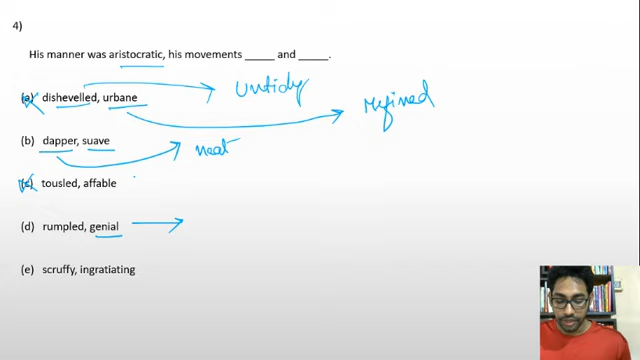 4)
His manner was aristocratic, his movements _____ and _____.
(a) dishevelled, urbane
untidy
refined
(b) dapper, suave
neat
(c) tousled, affable
(d) rumpled, genial
(e) scruffy, ingratiating